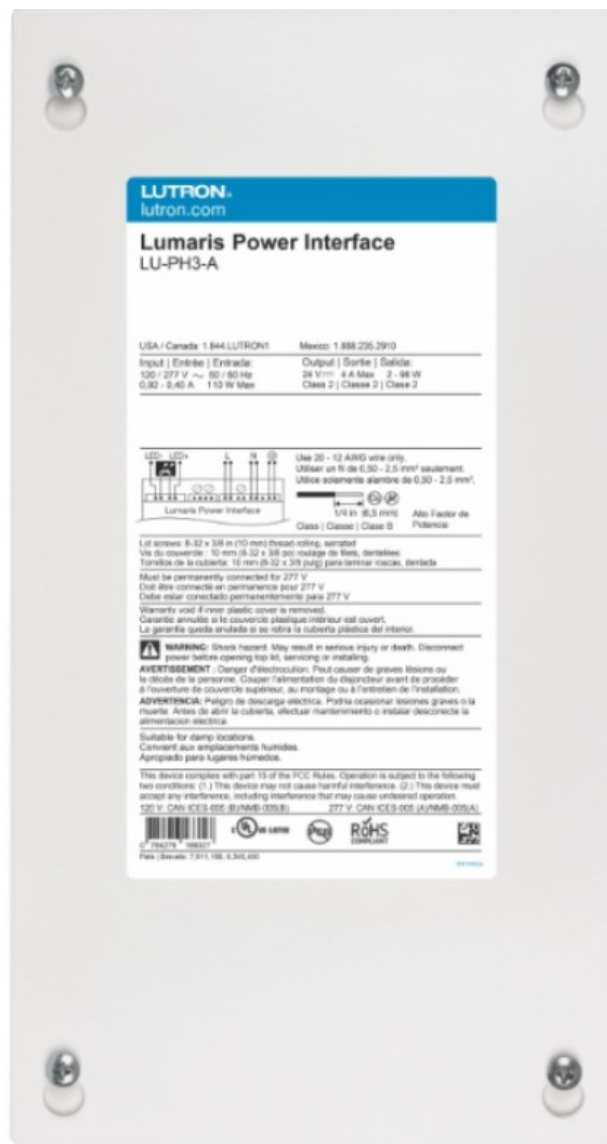 LUTRON®
lutron.com
Lumaris Power Interface
LU-PH3-A
USA / Canada: 1.844.LUTRON1 Mexico: 1.888.235.2910
Input | Entrée | Entrada: Output | Sortie | Salida:
120 / 277 V ~ 50 / 60 Hz 24 V⎓ 4 A Max 2 - 96 W
0,92 - 0,40 A 110 W Max Class 2 | Classe 2 | Clase 2
LED- LED+ L N
Use 20 - 12 AWG wire only.
Utiliser un fil de 0,50 - 2,5 mm² seulement.
Utilice solamente alambre de 0,50 - 2,5 mm².
Lumaris Power Interface
1/4 in (6,5 mm) Alto Factor de
Class | Classe | Clase B Potencia
Lid screws: 8-32 x 3/8 in (10 mm) thread-rolling, serrated
Vis du couvercle : 10 mm (8-32 x 3/8 po) roulage de filets, dentelées
Tornillos de la cubierta: 10 mm (8-32 x 3/8 pulg) para laminar roscas, dentada
Must be permanently connected for 277 V
Doit être connecté en permanence pour 277 V
Debe estar conectado permanentemente para 277 V
Warranty void if inner plastic cover is removed.
Garantie annulée si le couvercle plastique intérieur est ouvert.
La garantía queda anulada si se retira la cubierta plástica del interior.
WARNING: Shock hazard. May result in serious injury or death. Disconnect
power before opening top lid, servicing or installing.
AVERTISSEMENT : Danger d'électrocution. Peut causer de graves lésions ou
le décès de la personne. Couper l'alimentation du disjoncteur avant de procéder
à l'ouverture de couvercle supérieur, au montage ou à l'entretien de l'installation.
ADVERTENCIA: Peligro de descarga eléctrica. Podría ocasionar lesiones graves o la
muerte. Antes de abrir la cubierta, efectuar mantenimiento o instalar desconecte la
alimentacion electrica.
Suitable for damp locations.
Convient aux emplacements humides.
Apropiado para lugares húmedos.
This device complies with part 15 of the FCC Rules. Operation is subject to the following
two conditions: (1.) This device may not cause harmful interference. (2.) This device must
accept any interference, including interference that may cause undesired operation.
120 V: CAN ICES-005 (B)/NMB-005(B) 277 V: CAN ICES-005 (A)/NMB-005(A)
C UL US LISTED RoHS
COMPLIANT